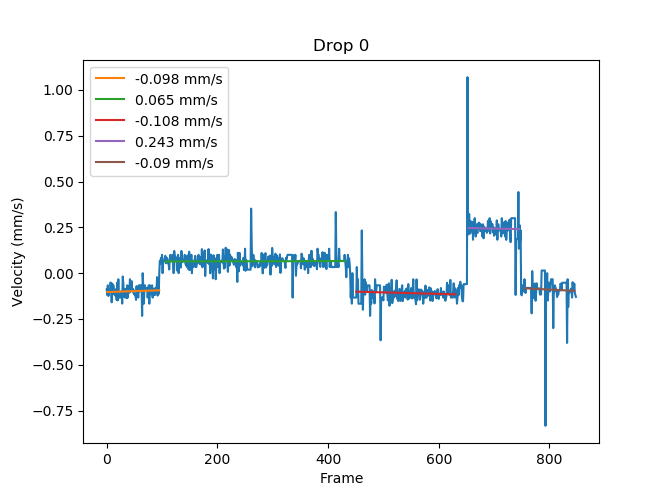 Drop 0
-0.098 mm/s
0.065 mm/s
-0.108 mm/s
0.243 mm/s
-0.09 mm/s
1.00
0.75
0.50
0.25
0.00
−0.25
−0.50
−0.75
Velocity (mm/s)
0 200 400 600 800
Frame